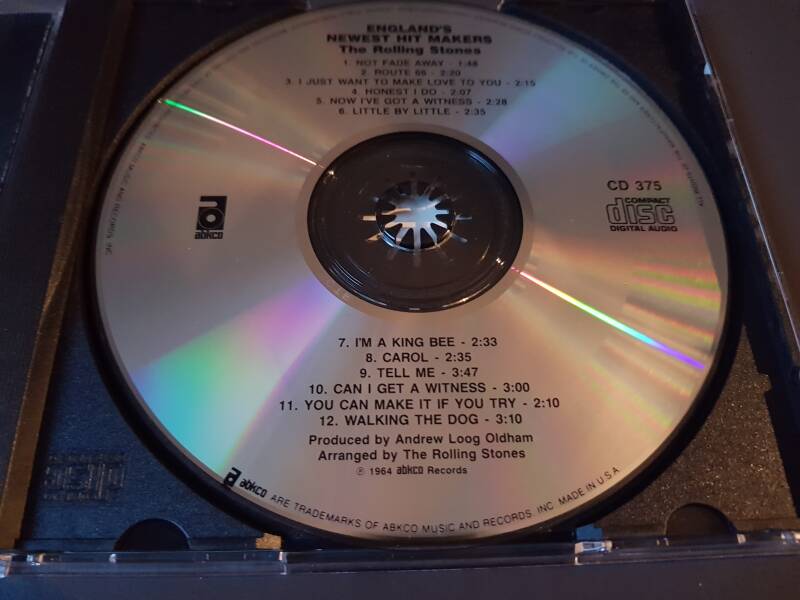 ENGLAND'S
NEWEST HIT MAKERS
The Rolling Stones
1. NOT FADE AWAY - 1:48
2. ROUTE 66 - 2:20
3. I JUST WANT TO MAKE LOVE TO YOU - 2:15
4. HONEST I DO - 2:07
5. NOW I'VE GOT A WITNESS - 2:28
6. LITTLE BY LITTLE - 2:35
abkco
CD 375
COMPACT
disc
DIGITAL AUDIO
7. I'M A KING BEE - 2:33
8. CAROL - 2:35
9. TELL ME - 3:47
10. CAN I GET A WITNESS - 3:00
11. YOU CAN MAKE IT IF YOU TRY - 2:10
12. WALKING THE DOG - 3:10
Produced by Andrew Loog Oldham
Arranged by The Rolling Stones
℗ 1964 abkco Records
abkco ARE TRADEMARKS OF ABKCO MUSIC AND RECORDS, INC. MADE IN U.S.A.